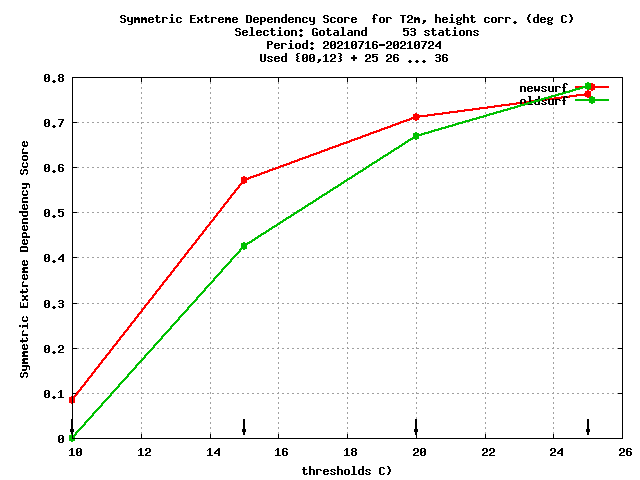 Symmetric Extreme Dependency Score  for T2m, height corr. (deg C)
Selection: Gotaland     53 stations
Period: 20210716-20210724
Used {00,12} + 25 26 ... 36
newsurf
oldsurf
Symmetric Extreme Dependency Score
0.8
0.7
0.6
0.5
0.4
0.3
0.2
0.1
0
10 12 14 16 18 20 22 24 26
thresholds C)